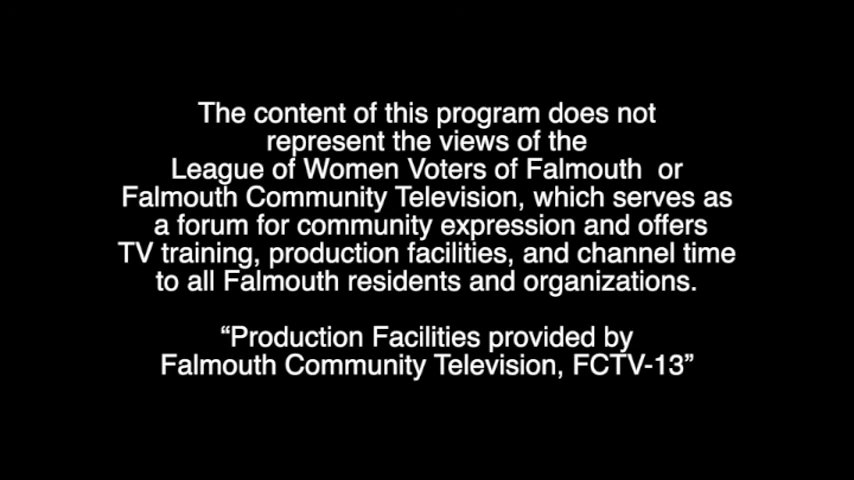 The content of this program does not
represent the views of the
League of Women Voters of Falmouth or
Falmouth Community Television, which serves as
a forum for community expression and offers
TV training, production facilities, and channel time
to all Falmouth residents and organizations.
“Production Facilities provided by
Falmouth Community Television, FCTV-13”